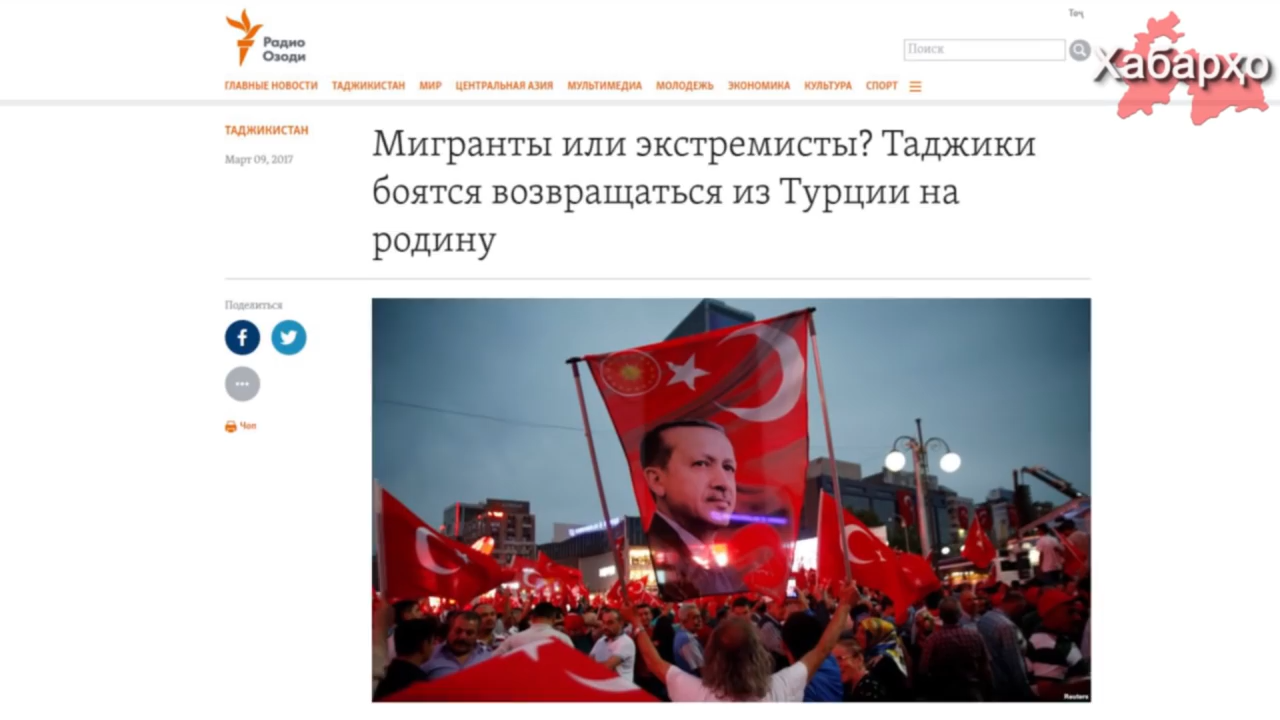 Радио
Озоди
Тоҷ
Поиск
Хабарҳо
ГЛАВНЫЕ НОВОСТИ ТАДЖИКИСТАН МИР ЦЕНТРАЛЬНАЯ АЗИЯ МУЛЬТИМЕДИА МОЛОДЕЖЬ ЭКОНОМИКА КУЛЬТУРА СПОРТ
ТАДЖИКИСТАН
Март 09, 2017
Мигранты или экстремисты? Таджики
боятся возвращаться из Турции на
родину
Поделиться
Чоп
Reuters